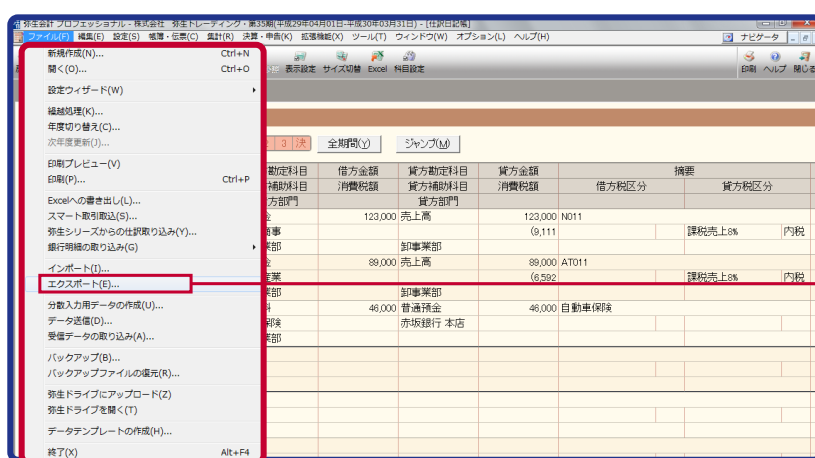 弥生会計 プロフェッショナル - 株式会社 弥生トレーディング・第35期(平成29年04月01日-平成30年03月31日) - [仕訳日記帳]
ファイル(F) 編集(E) 設定(S) 帳簿・伝票(C) 集計(R) 決算・申告(K) 拡張機能(X) ツール(T) ウィンドウ(W) オプション(L) ヘルプ(H) ナビゲータ
新規作成(N)... Ctrl+N
開く(O)... Ctrl+O
表示設定 サイズ切替 Excel 科目設定 印刷 ヘルプ 閉じる
設定ウィザード(W)
繰越処理(K)...
年度切り替え(C)...
次年度更新(J)...
3 決 全期間(Y) ジャンプ(M)
印刷プレビュー(V)
印刷(P)... Ctrl+P
Excelへの書き出し(L)...
スマート取引取込(S)...
弥生シリーズからの仕訳取り込み(Y)...
銀行明細の取り込み(G)
インポート(I)...
エクスポート(E)...
分散入力用データの作成(U)...
データ送信(D)...
受信データの取り込み(A)...
バックアップ(B)...
バックアップファイルの復元(R)...
弥生ドライブにアップロード(Z)
弥生ドライブを開く(T)
データテンプレートの作成(H)...
終了(X) Alt+F4
勘定科目 借方金額 貸方勘定科目 貸方金額 摘要
補助科目 消費税額 貸方補助科目 消費税額 借方税区分 貸方税区分
方部門 貸方部門
123,000 売上高 123,000 N011
(9,111 課税売上8% 内税
業部 卸事業部
89,000 売上高 89,000 AT011
(6,592 課税売上8% 内税
業部 卸事業部
46,000 普通預金 46,000 自動車保険
保険 赤坂銀行 本店
業部